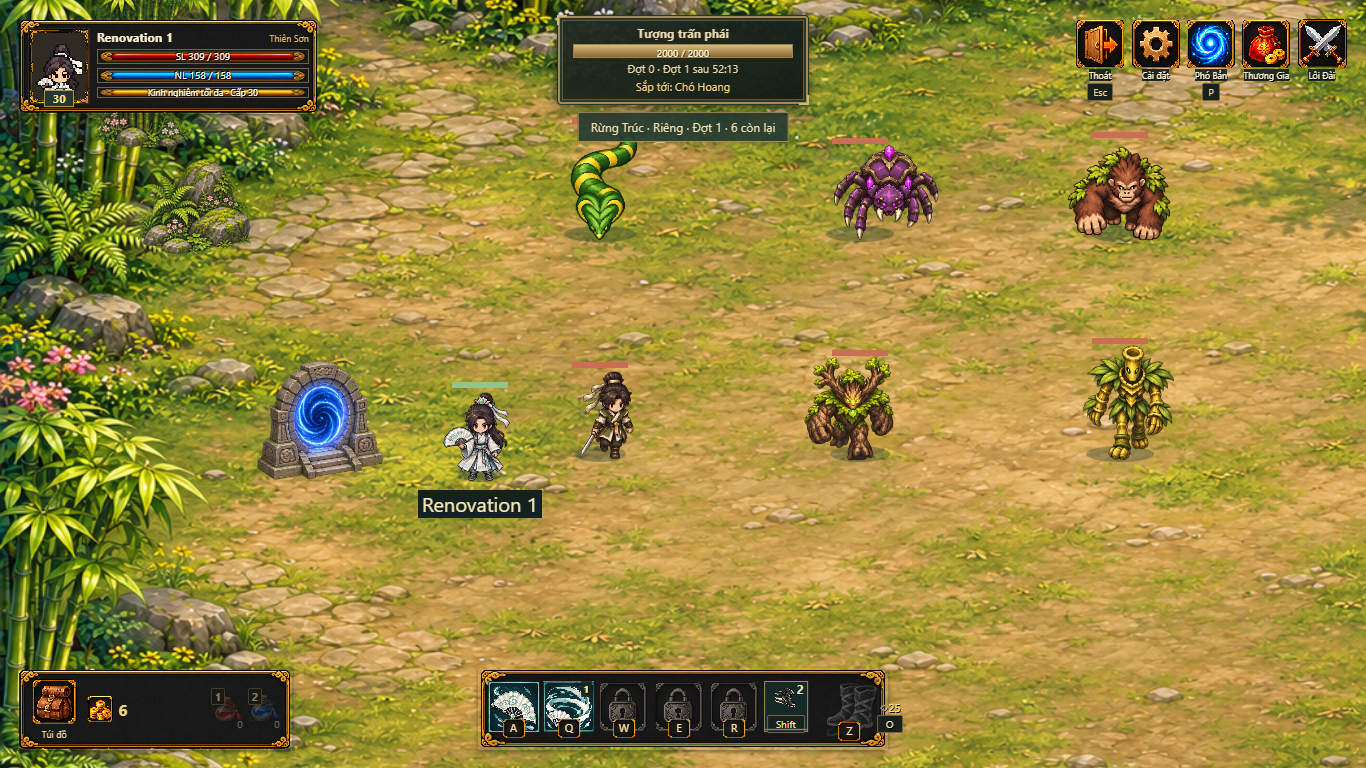 Renovation 1
Thiên Sơn
SL 309 / 309
NL 158 / 158
Kinh nghiệm tối đa · Cấp 30
30
Tượng trấn phái
2000 / 2000
Đợt 0 · Đợt 1 sau 52:13
Sắp tới: Chó Hoang
Rừng Trúc · Riêng · Đợt 1 · 6 còn lại
Thoát
Cài đặt
Phó Bản
Thương Gia
Lôi Đài
Esc
P
Renovation 1
Túi đồ
6
1
0
2
0
A
1
Q
W
E
R
2
Shift
Z
25
O